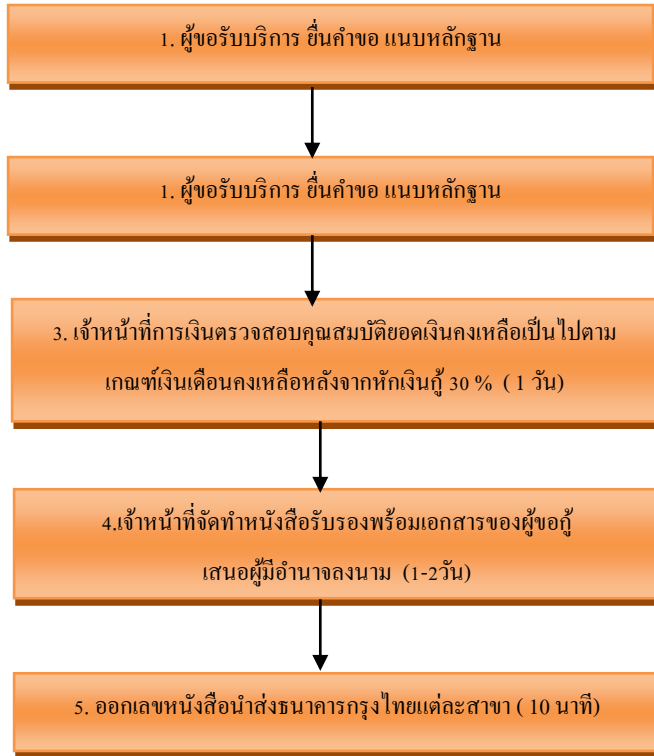 1. ผู้ขอรับบริการ ยื่นคำขอ แนบหลักฐาน
1. ผู้ขอรับบริการ ยื่นคำขอ แนบหลักฐาน
3. เจ้าหน้าที่การเงินตรวจสอบคุณสมบัติยอดเงินคงเหลือเป็นไปตาม
เกณฑ์เงินเดือนคงเหลือหลังจากหักเงินกู้ 30 % ( 1 วัน)
4.เจ้าหน้าที่จัดทำหนังสือรับรองพร้อมเอกสารของผู้ขอกู้
เสนอผู้มีอำนาจลงนาม (1-2วัน)
5. ออกเลขหนังสือนำส่งธนาคารกรุงไทยแต่ละสาขา ( 10 นาที)